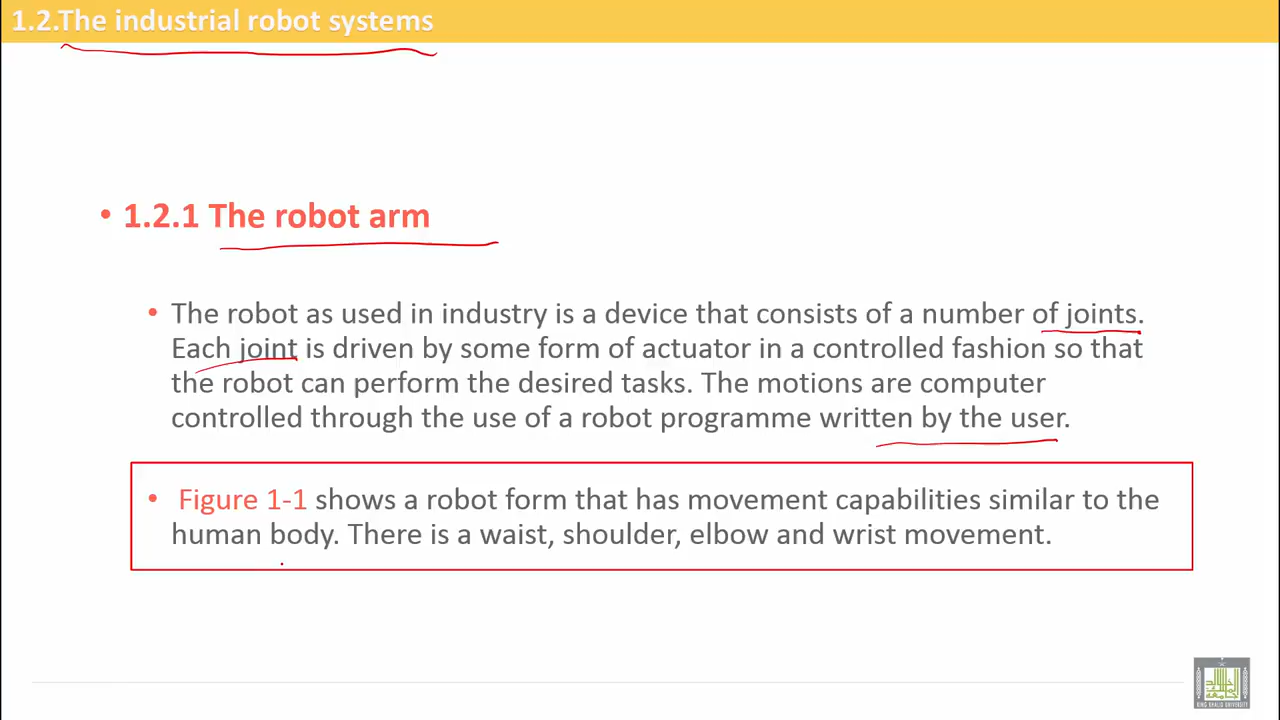 1.2.The industrial robot systems
• 1.2.1 The robot arm
• The robot as used in industry is a device that consists of a number of joints.
Each joint is driven by some form of actuator in a controlled fashion so that
the robot can perform the desired tasks. The motions are computer
controlled through the use of a robot programme written by the user.
• Figure 1-1 shows a robot form that has movement capabilities similar to the
human body. There is a waist, shoulder, elbow and wrist movement.
KING KHALID UNIVERSITY